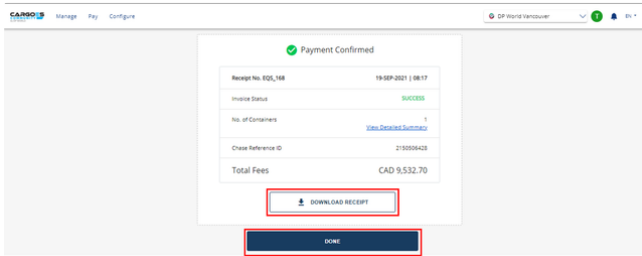 CARGOES
COMMUNITY
Manage Pay Configure
DP World Vancouver
T
EN
Payment Confirmed
Receipt No. EQS_168 19-SEP-2021 | 08:17
Invoice Status SUCCESS
No. of Containers 1
View Detailed Summary
Chase Reference ID 2150506428
Total Fees CAD 9,532.70
DOWNLOAD RECEIPT
DONE